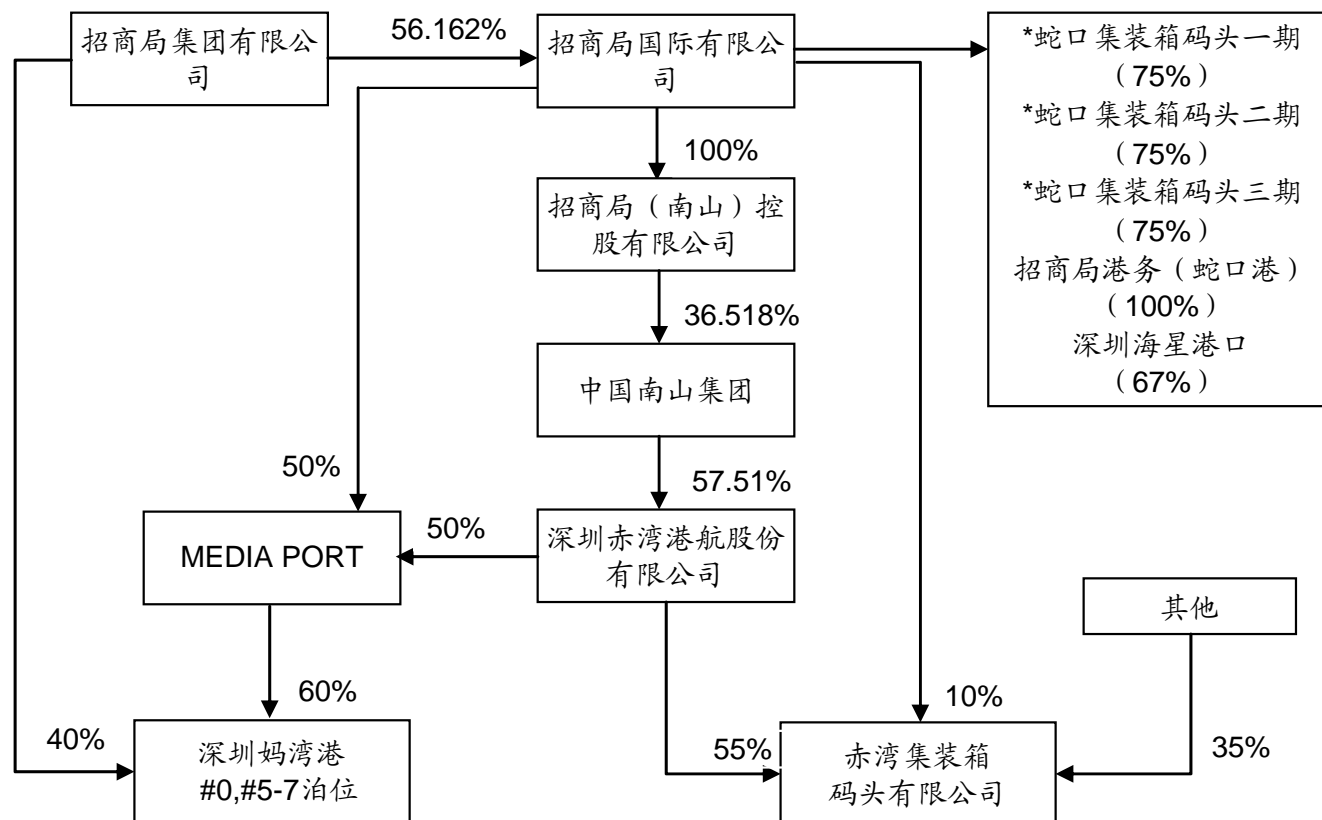 招商局集团有限公
司
56.162%
招商局国际有限公
司
*蛇口集装箱码头一期
（75%）
*蛇口集装箱码头二期
（75%）
*蛇口集装箱码头三期
（75%）
招商局港务（蛇口港）
（100%）
深圳海星港口
（67%）
100%
招商局（南山）控
股有限公司
36.518%
中国南山集团
50%
57.51%
MEDIA PORT
50%
深圳赤湾港航股份
有限公司
其他
60%
10%
40%
深圳妈湾港
#0,#5-7泊位
55%
赤湾集装箱
码头有限公司
35%